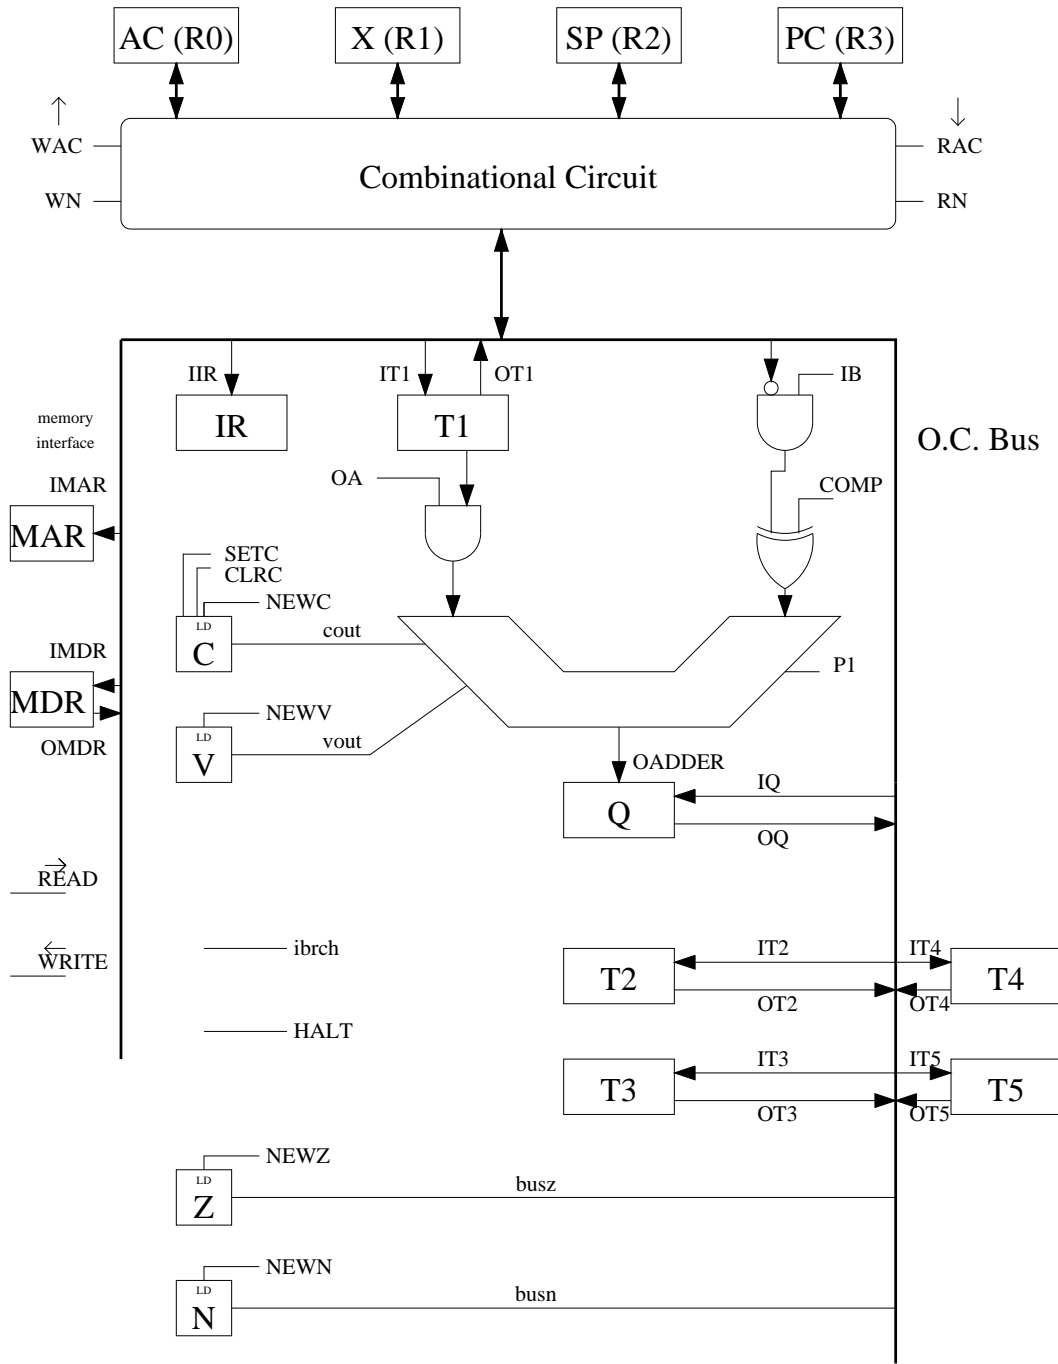 AC (R0)
X (R1)
SP (R2)
PC (R3)
WAC
RAC
Combinational Circuit
WN
RN
IIR
IT1
OT1
IB
memory
interface
IR
T1
O.C. Bus
IMAR
OA
COMP
MAR
SETC
CLRC
NEWC
LD
C
cout
IMDR
P1
MDR
NEWV
OMDR
LD
V
vout
OADDER
IQ
Q
OQ
READ
WRITE
ibrch
IT2
IT4
T2
T4
OT2
OT4
HALT
IT3
IT5
T3
T5
OT3
OT5
NEWZ
LD
Z
busz
NEWN
LD
N
busn